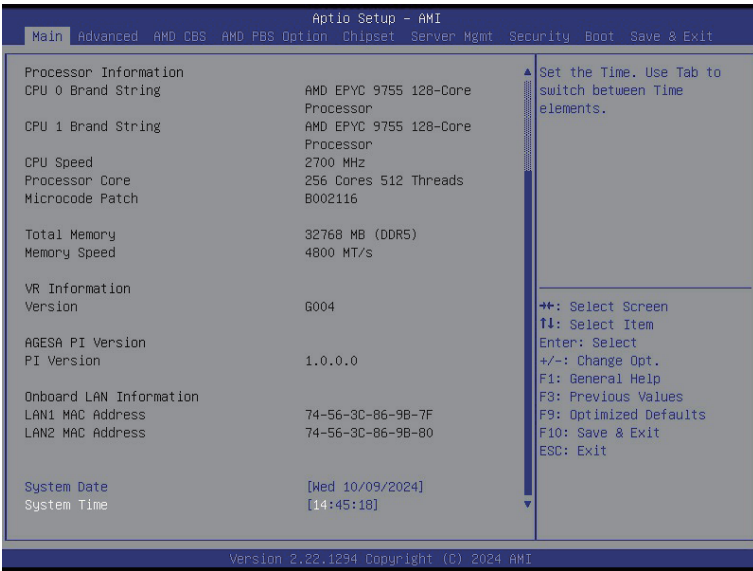 Aptio Setup – AMI
Main Advanced AMD CBS AMD PBS Option Chipset Server Mgmt Security Boot Save & Exit
Processor Information
CPU 0 Brand String AMD EPYC 9755 128-Core
Processor
CPU 1 Brand String AMD EPYC 9755 128-Core
Processor
CPU Speed 2700 MHz
Processor Core 256 Cores 512 Threads
Microcode Patch B002116
Total Memory 32768 MB (DDR5)
Memory Speed 4800 MT/s
VR Information
Version G004
AGESA PI Version
PI Version 1.0.0.0
Onboard LAN Information
LAN1 MAC Address 74-56-3C-86-9B-7F
LAN2 MAC Address 74-56-3C-86-9B-80
System Date [Wed 10/09/2024]
System Time [14:45:18]
Set the Time. Use Tab to
switch between Time
elements.
→←: Select Screen
↑↓: Select Item
Enter: Select
+/-: Change Opt.
F1: General Help
F3: Previous Values
F9: Optimized Defaults
F10: Save & Exit
ESC: Exit
Version 2.22.1294 Copyright (C) 2024 AMI